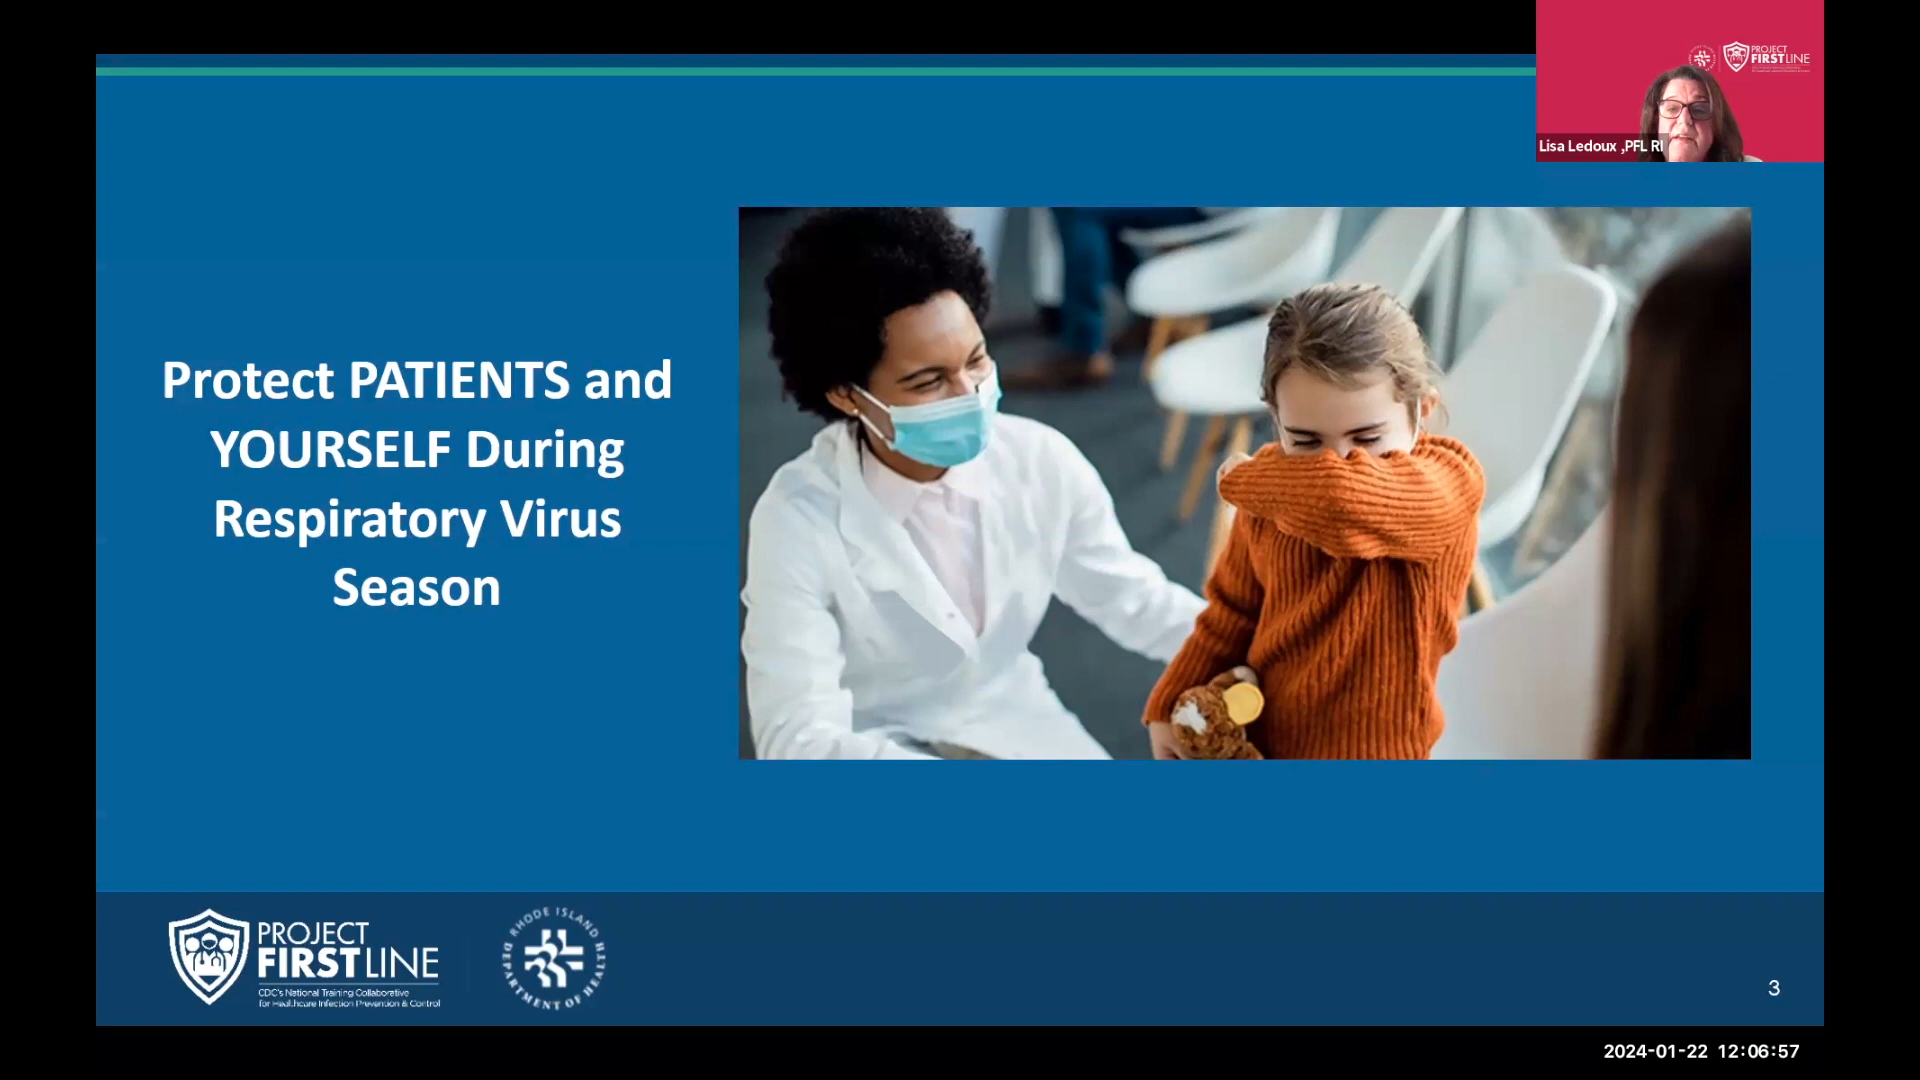 PROJECT
FIRSTLINE
Lisa Ledoux ,PFL RI
Protect PATIENTS and
YOURSELF During
Respiratory Virus
Season
PROJECT
FIRSTLINE
CDC's National Training Collaborative
for Healthcare Infection Prevention & Control
RHODE ISLAND
DEPARTMENT OF HEALTH
3
2024-01-22 12:06:57